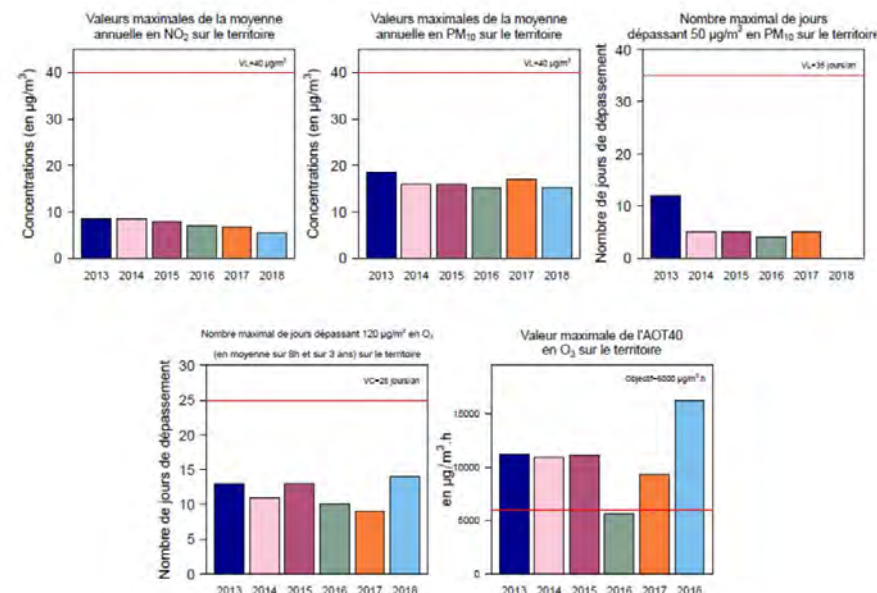 Valeurs maximales de la moyenne
annuelle en NO₂ sur le territoire
VL=40 µg/m³
Concentrations (en µg/m³)
40
30
20
10
0
2013 2014 2015 2016 2017 2018
Valeurs maximales de la moyenne
annuelle en PM₁₀ sur le territoire
VL=40 µg/m³
Concentrations (en µg/m³)
40
30
20
10
0
2013 2014 2015 2016 2017 2018
Nombre maximal de jours
dépassant 50 µg/m³ en PM₁₀ sur le territoire
VL=35 jours/an
Nombre de jours de dépassement
40
30
20
10
0
2013 2014 2015 2016 2017 2018
Nombre maximal de jours dépassant 120 µg/m³ en O₃
(en moyenne sur 8h et sur 3 ans) sur le territoire
VC=25 jours/an
Nombre de jours de dépassement
30
25
20
15
10
5
0
2013 2014 2015 2016 2017 2018
Valeur maximale de l'AOT40
en O₃ sur le territoire
Objectif=6000 µg/m³.h
en µg/m³.h
15000
10000
5000
0
2013 2014 2015 2016 2017 2018